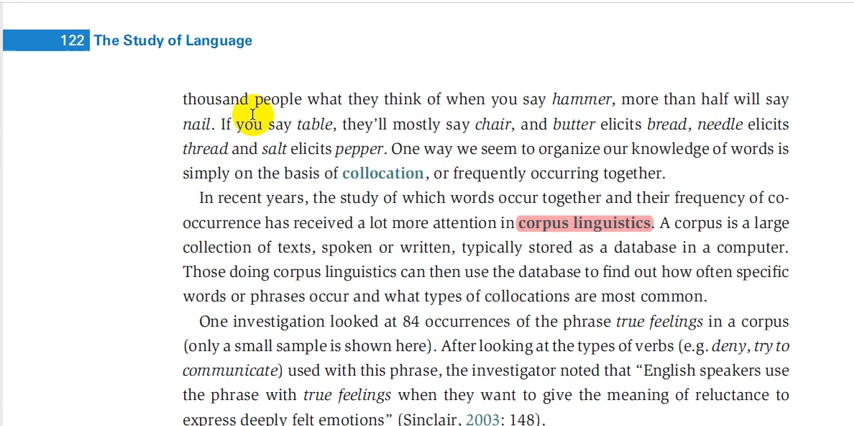 122 The Study of Language
thousand people what they think of when you say hammer, more than half will say
nail. If you say table, they’ll mostly say chair, and butter elicits bread, needle elicits
thread and salt elicits pepper. One way we seem to organize our knowledge of words is
simply on the basis of collocation, or frequently occurring together.
In recent years, the study of which words occur together and their frequency of co-
occurrence has received a lot more attention in corpus linguistics. A corpus is a large
collection of texts, spoken or written, typically stored as a database in a computer.
Those doing corpus linguistics can then use the database to find out how often specific
words or phrases occur and what types of collocations are most common.
One investigation looked at 84 occurrences of the phrase true feelings in a corpus
(only a small sample is shown here). After looking at the types of verbs (e.g. deny, try to
communicate) used with this phrase, the investigator noted that “English speakers use
the phrase with true feelings when they want to give the meaning of reluctance to
express deeply felt emotions” (Sinclair, 2003: 148).